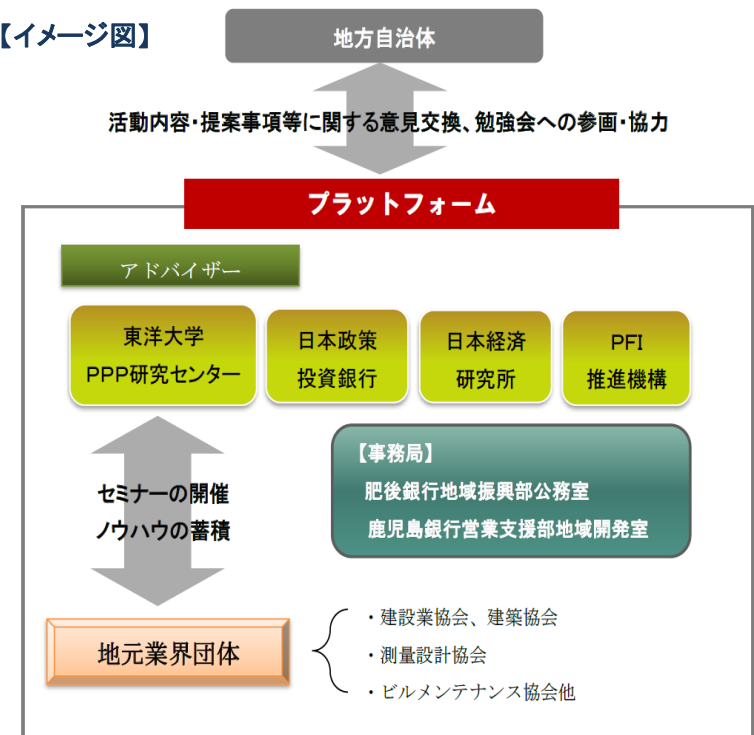 【イメージ図】
地方自治体
活動内容・提案事項等に関する意見交換、勉強会への参画・協力
プラットフォーム
アドバイザー
東洋大学
PPP研究センター
日本政策
投資銀行
日本経済
研究所
PFI
推進機構
【事務局】
肥後銀行地域振興部公務室
鹿児島銀行営業支援部地域開発室
セミナーの開催
ノウハウの蓄積
地元業界団体
・建設業協会、建築協会
・測量設計協会
・ビルメンテナンス協会他